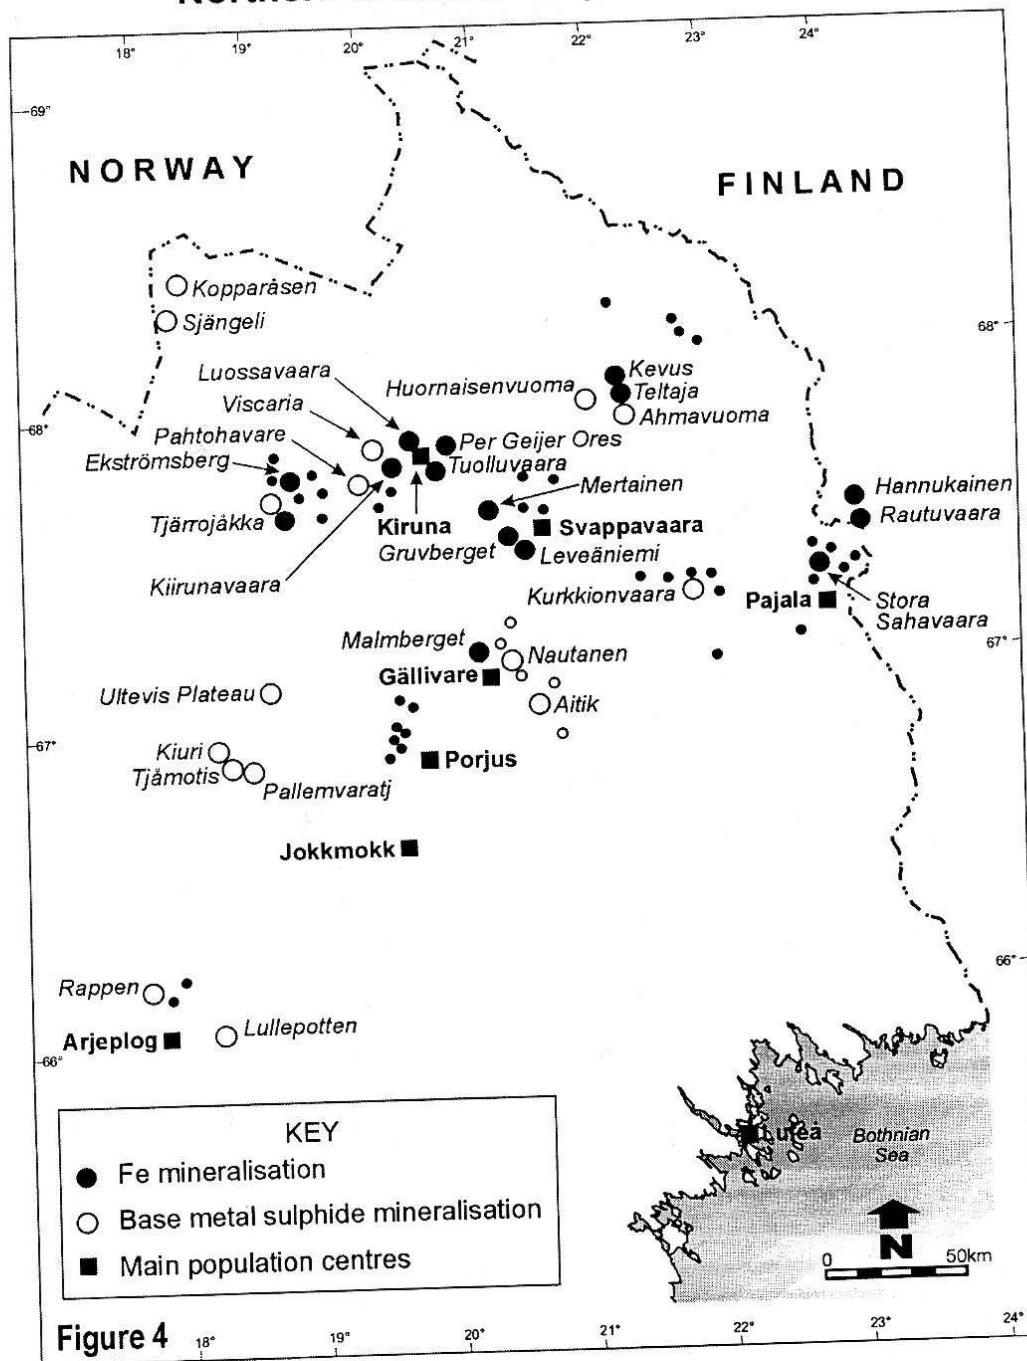 18° 19° 20° 21° 22° 23° 24°
69°
NORWAY
FINLAND
Kopparåsen
Sjängeli
68°
Luossavaara
Huornaisenvuoma
Kevus
Teltaja
Viscaria
Ahmavuoma
68°
Pahtohavare
Per Geijer Ores
Ekströmsberg
Tuolluvaara
Mertainen
Hannukainen
Tjärrojåkka
Kiruna
Svappavaara
Rautuvaara
Gruvberget
Leveäniemi
Kiirunavaara
Kurkkionvaara
Pajala
Stora
Sahavaara
67°
Malmberget
Nautanen
Gällivare
Ultevis Plateau
Aitik
67°
Kiuri
Porjus
Tjåmotis
Pallemvaratj
Jokkmokk
66°
Rappen
Lullepotten
Arjeplog
66°
Luleå
Bothnian
Sea
KEY
Fe mineralisation
Base metal sulphide mineralisation
Main population centres
N
0 50km
Figure 4
18° 19° 20° 21° 22° 23° 24°